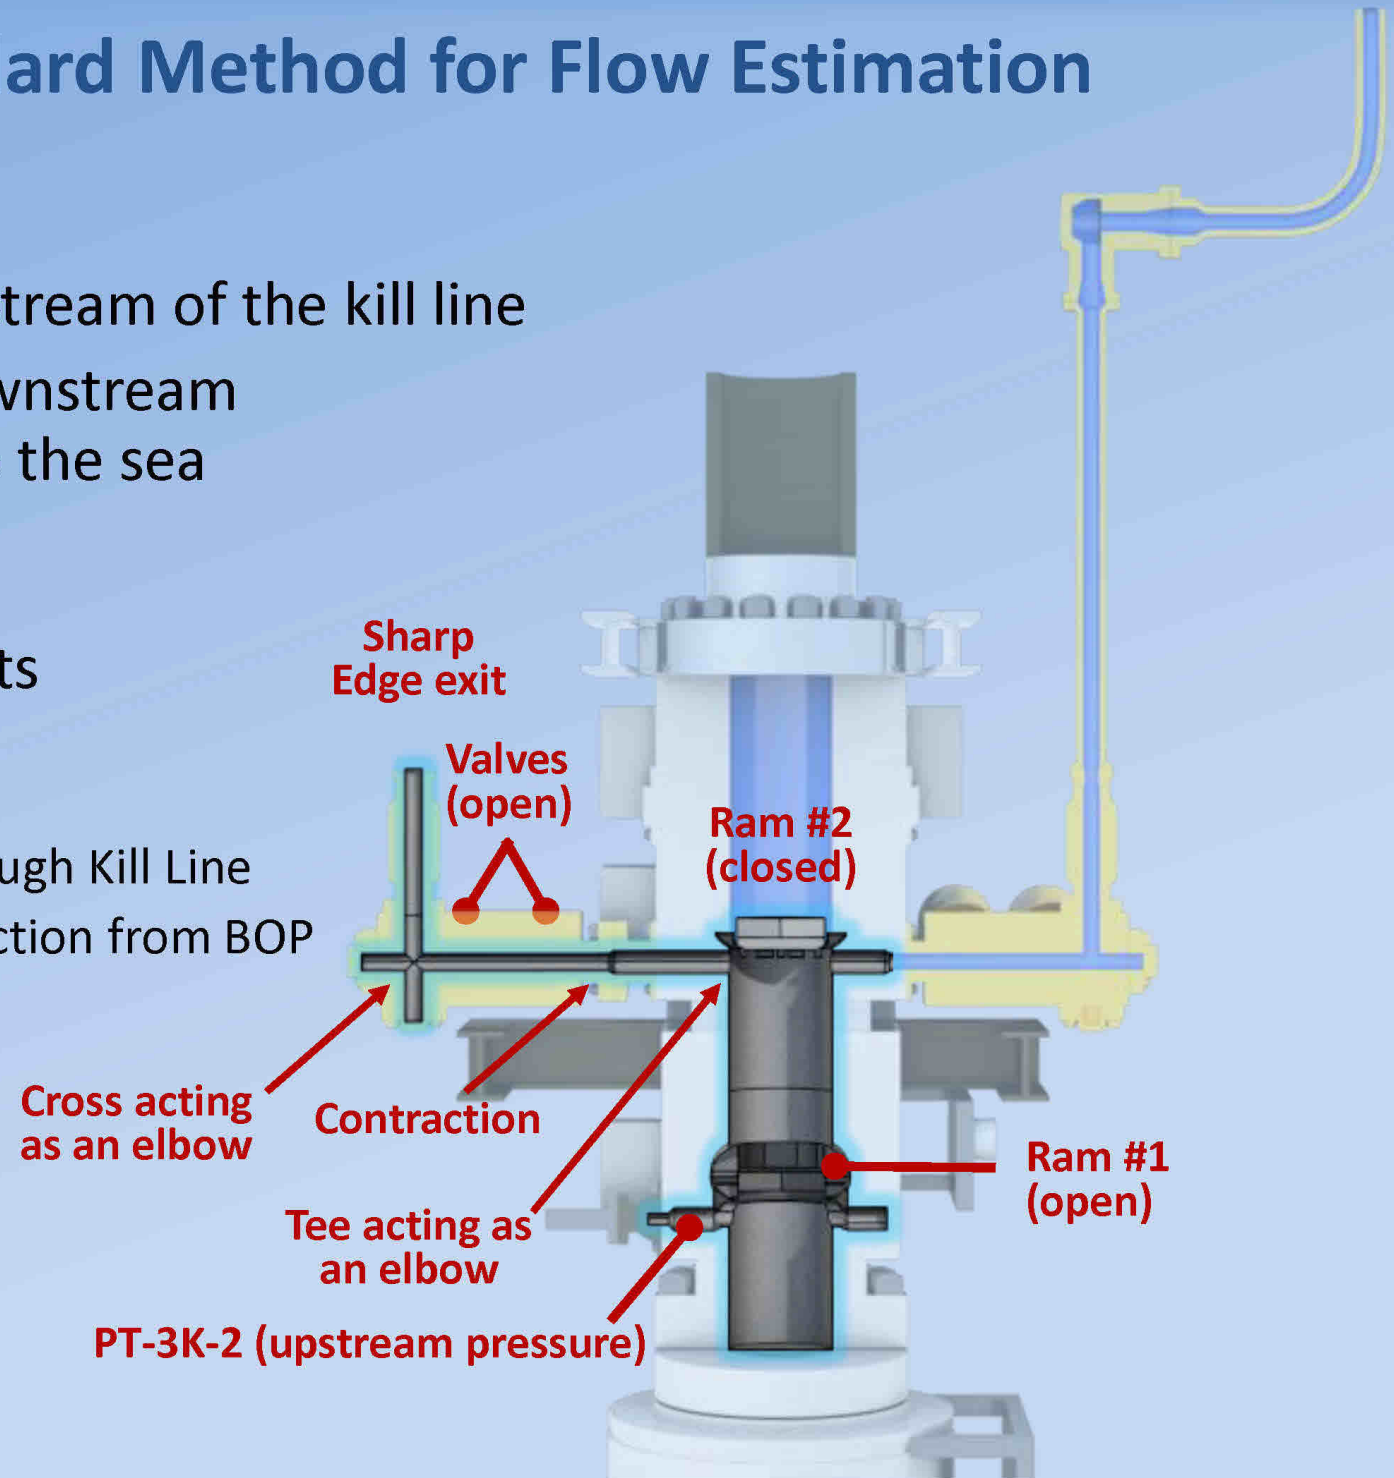 ard Method for Flow Estimation
tream of the kill line
wnstream
the sea
ts
ugh Kill Line
ction from BOP
Sharp
Edge exit
Valves
(open)
Ram #2
(closed)
Cross acting
as an elbow
Contraction
Tee acting as
an elbow
PT-3K-2 (upstream pressure)
Ram #1
(open)